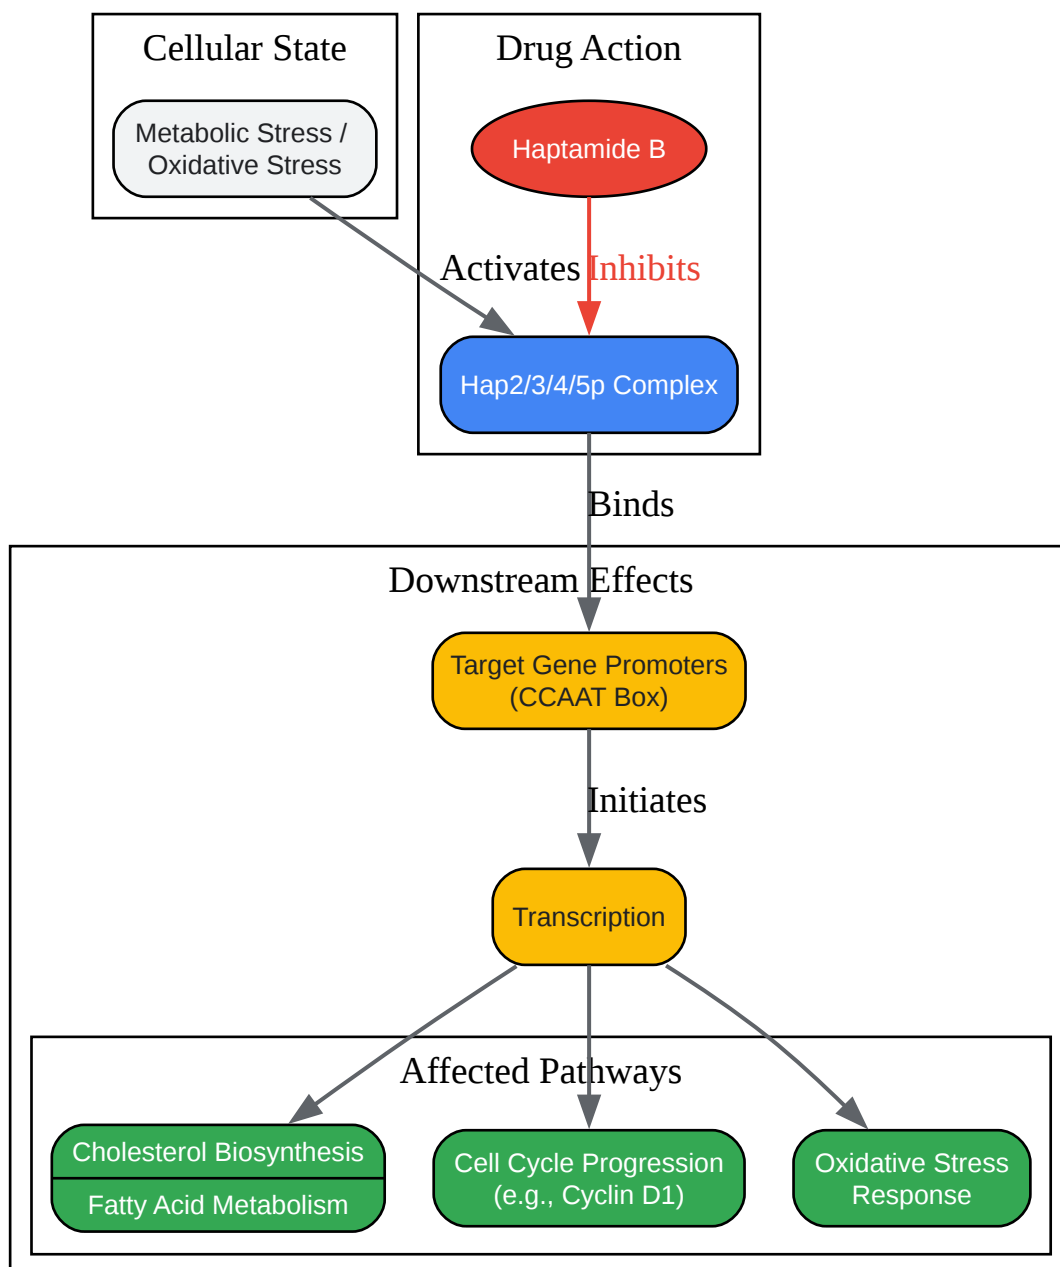 Cellular State
Drug Action
Metabolic Stress /
Oxidative Stress
Haptamide B
Activates
Inhibits
Hap2/3/4/5p Complex
Binds
Downstream Effects
Target Gene Promoters
(CCAAT Box)
Initiates
Transcription
Affected Pathways
Cholesterol Biosynthesis
Fatty Acid Metabolism
Cell Cycle Progression
(e.g., Cyclin D1)
Oxidative Stress
Response